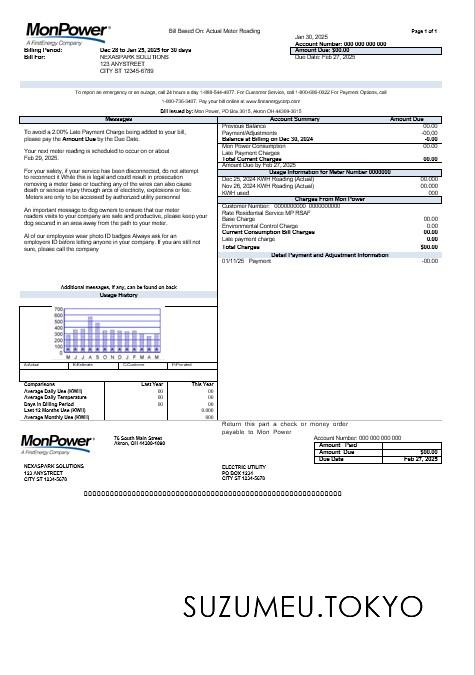 MonPower
A FirstEnergy Company
Bill Based On: Actual Meter Reading
Page 1 of 1
Jan 30, 2025
Billing Period: Dec 28 to Jan 25, 2025 for 30 days
Account Number: 000 000 000 000
Bill For: NEXASPARK SOLUTIONS
Amount Due: $00.00
123 ANYSTREET
Due Date: Feb 27, 2025
CITY ST 12345-6789
To report an emergency or an outage, call 24 hours a day 1-888-544-4877. For Customer Service, call 1-800-686-0022 For Payment Options, call
1-800-736-3407. Pay your bill online at www.firstenergycorp.com
Bill issued by: Mon Power, PO Box 3615, Akron OH 44309-3615
Messages
To avoid a 2.00% Late Payment Charge being added to your bill,
please pay the Amount Due by the Due Date.
Your next meter reading is scheduled to occur on or about
Feb 29, 2025.
For your safety, if your service has been disconnected, do not attempt
to reconnect it While this is legal and could result in prosecution
removing a meter base or touching any of the wires can also cause
death or serious injury through arcs of electricity, explosions or fire.
Meters are only to be accessed by authorized utility personnel
An important message to dog owners to ensure that our meter
readers visits to your company are safe and productive, please keep your
dog secured in an area away from the path to your meter.
All of our employees wear photo ID badges Always ask for an
employees ID before letting anyone in your company. If you are still not
sure, please call the company
Additional messages, if any, can be found on back
Usage History
700
600
500
400
300
200
100
0
M J J A S O N D J F M A M
A-Actual B-Estimate C-Customer
Comparisons Last Year This Year
Average Daily Use (KWH) 00 00
Average Daily Temperature 00 00
Days in Billing Period 00 00
Last 12 Months Use (KWH) 0.000
Average Monthly Use (KWH) 000
Account Summary Amount Due
Previous Balance 00.00
Payment/Adjustments -00.00
Balance at Billing on Dec 30, 2024 -0.00
Mon Power Consumption 00.00
Late Payment Charges
Total Current Charges 00.00
Amount Due by Feb 27, 2025
Usage Information for Meter Number 0000000
Dec 25, 2024 KWH Reading (Actual) 00.000
Nov 26, 2024 KWH Reading (Actual) 00.000
KWH used 000
Charges From Mon Power
Customer Number: 0000000000 0000000000
Rate Residential Service MP RSAF
Base Charge 00.00
Environmental Control Charge 0.00
Current Consumption Bill Charges 00.00
Late payment charge 0.00
Total Charges $00.00
Detail Payment and Adjustment Information
01/11/25 Payment -00.00
Return this part a check or money order
payable to Mon Power
MonPower
A FirstEnergy Company
76 South Main Street
Akron, OH 44308-1890
Account Number: 000 000 000 000
Amount Paid
Amount Due $00.00
Due Date Feb 27, 2025
NEXASPARK SOLUTIONS
123 ANYSTREET
CITY ST 1234-5678
ELECTRIC UTILITY
PO BOX 1234
CITY ST 1234-5678
SUZUMEU.TOKYO